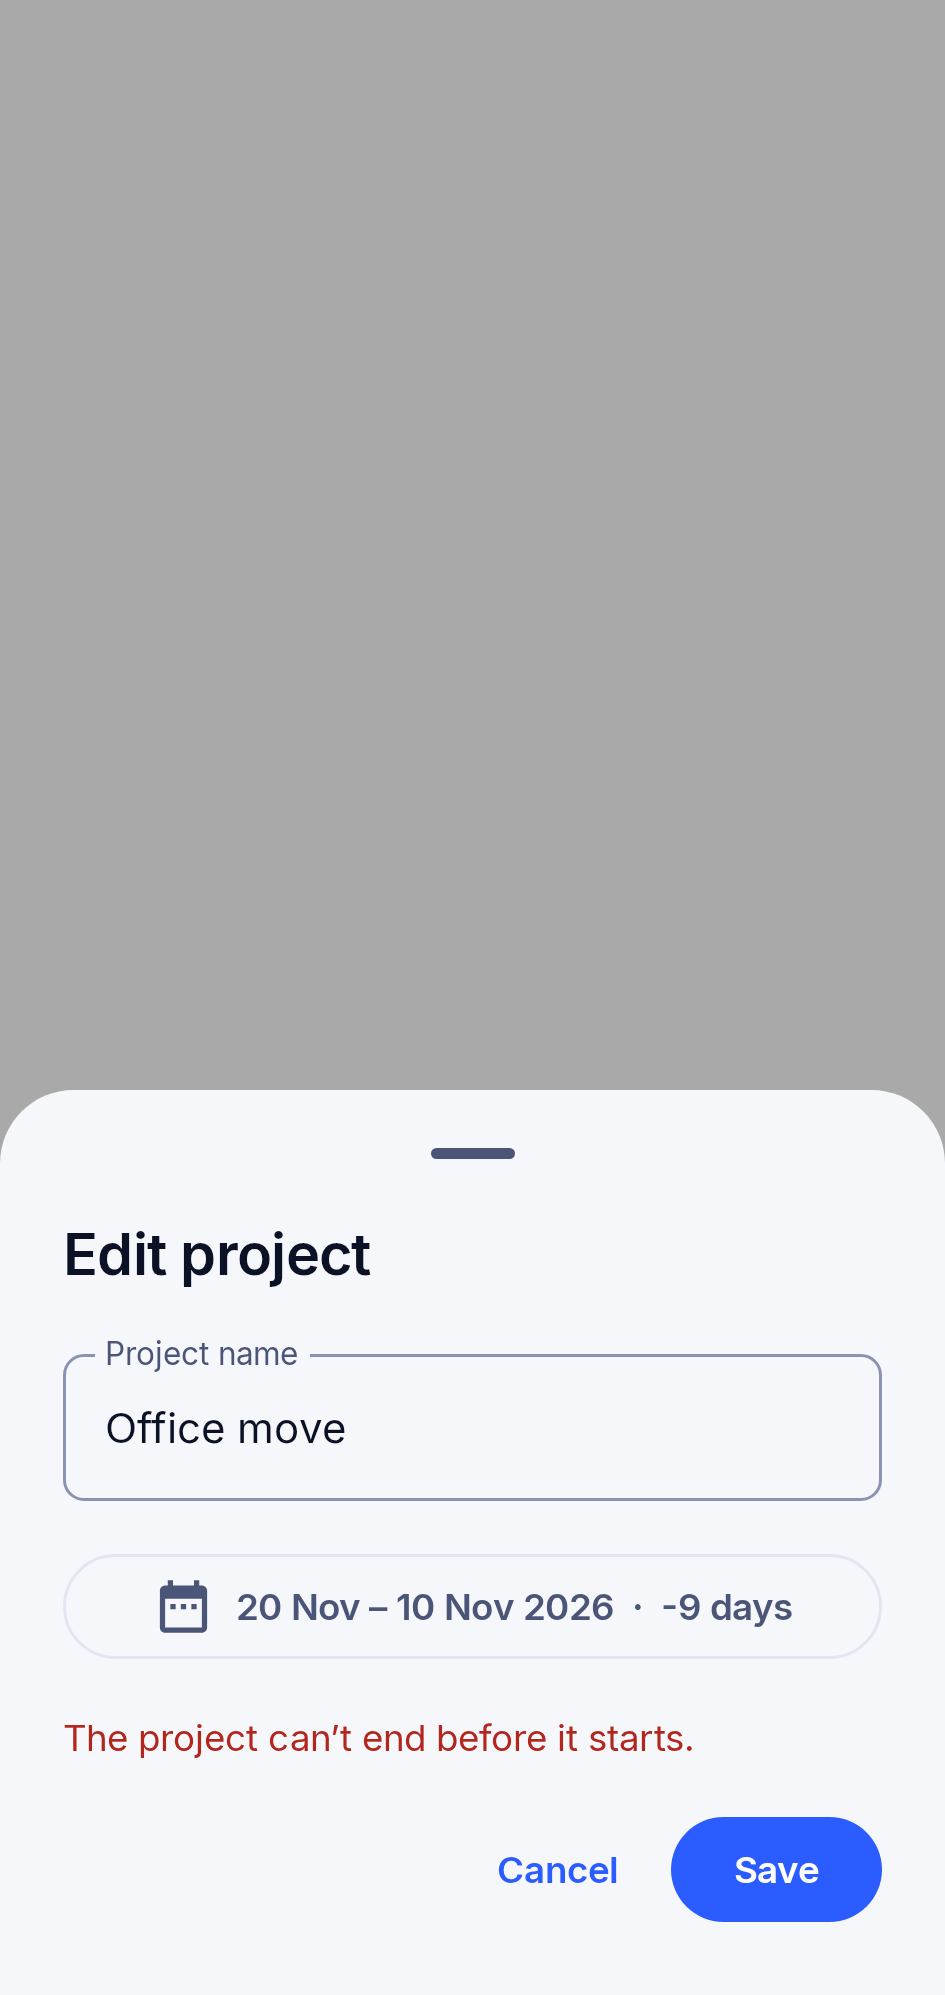 Edit project
Project name
Office move
20 Nov – 10 Nov 2026 · -9 days
The project can’t end before it starts.
Cancel
Save